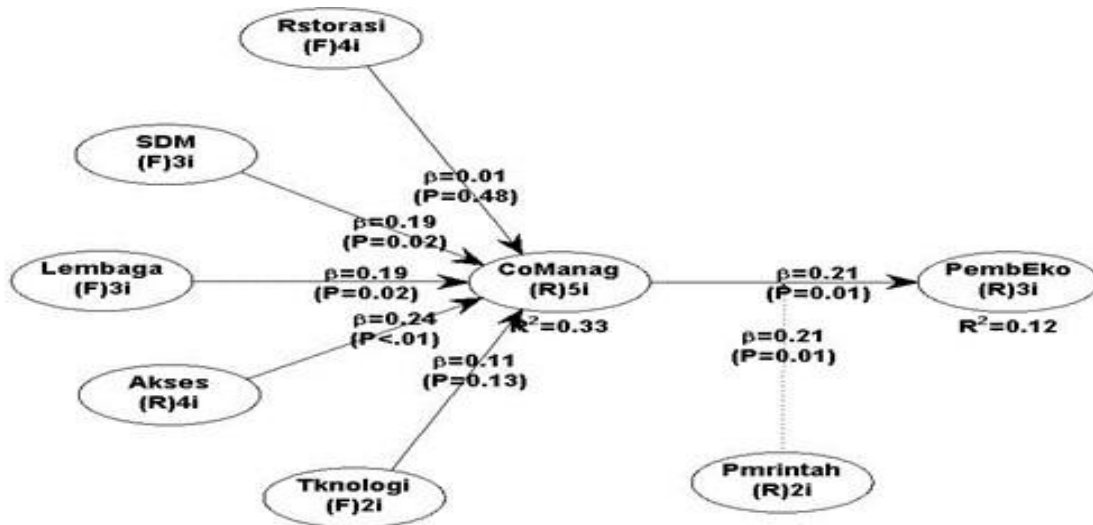 Rstorasi
(F)4i
SDM
(F)3i
β=0.01
(P=0.48)
β=0.19
(P=0.02)
Lembaga
(F)3i
β=0.19
(P=0.02)
CoManag
(R)5i
R²=0.33
β=0.21
(P=0.01)
PembEko
(R)3i
R²=0.12
β=0.24
(P<.01)
β=0.21
(P=0.01)
Akses
(R)4i
β=0.11
(P=0.13)
Tknologi
(F)2i
Pmrintah
(R)2i